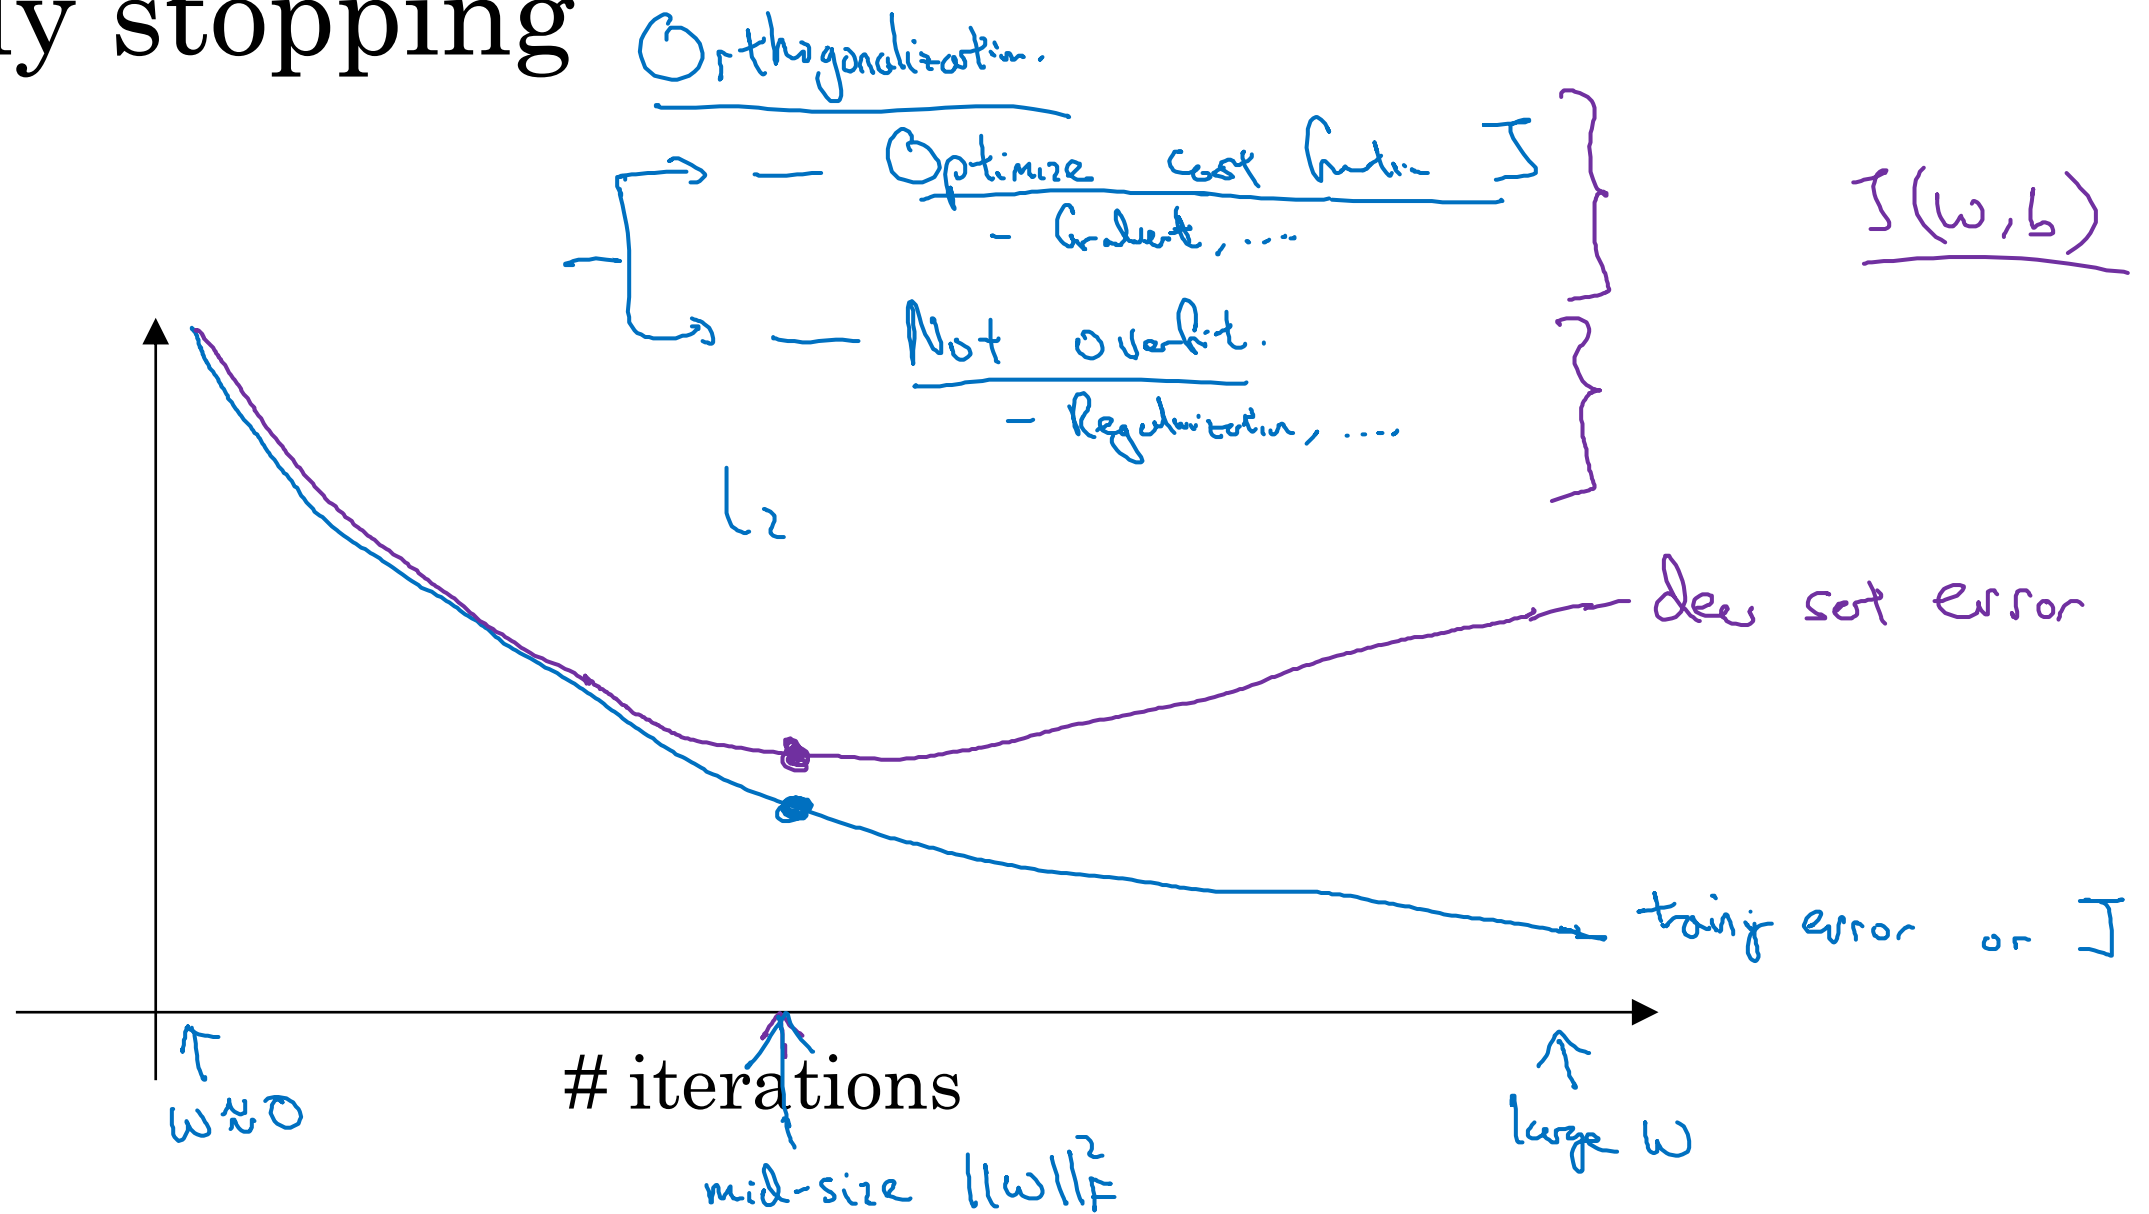 ly stopping
Orthogonalization.
— Optimize cost function J
- Gradient, ....
J(w,b)
— Not overfit.
- Regularization, ....
L2
dev set error
training error or J
w≈0
# iterations
large w
mid-size ||w||²F